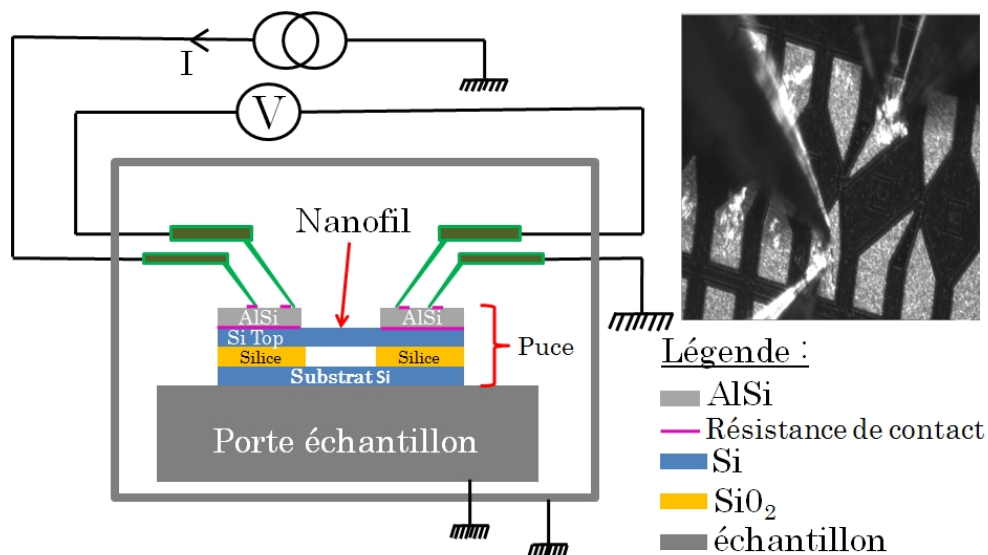 I
V
Nanofil
AlSi
AlSi
Si Top
Silice
Silice
Substrat Si
Puce
Porte échantillon
Légende :
AlSi
Résistance de contact
Si
SiO₂
échantillon